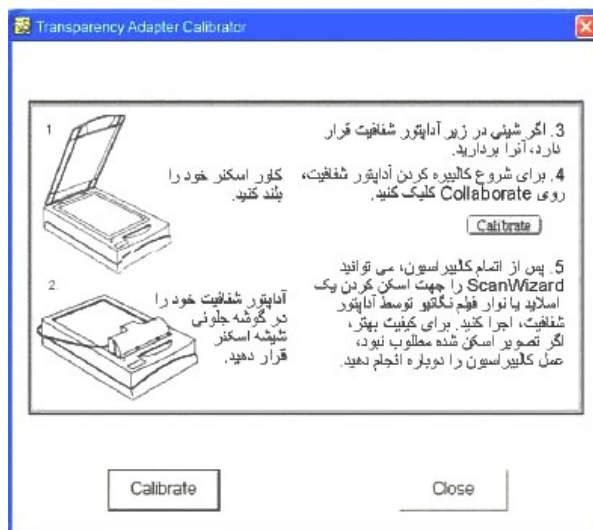 Transparency Adapter Calibrator
1
کاور اسکنر خود را
بلند کنید.
2.
آداپتور شفافیت خود را
در گوشه جلوئی
شیشه اسکنر
قرار دهید.
3. اگر شیئی در زیر آداپتور شفافیت قرار
دارد، آنرا بردارید.
4. برای شروع کالیبره کردن آداپتور شفافیت،
روی Collaborate کلیک کنید.
Calibrate
5. پس از اتمام کالیبراسیون، می توانید
ScanWizard را جهت اسکن کردن یک
اسلاید یا نوار فیلم نگاتیو توسط آداپتور
شفافیت، اجرا کنید. برای کیفیت بهتر،
اگر تصویر اسکن شده مطلوب نبود،
عمل کالیبراسیون را دوباره انجام دهید.
Calibrate
Close